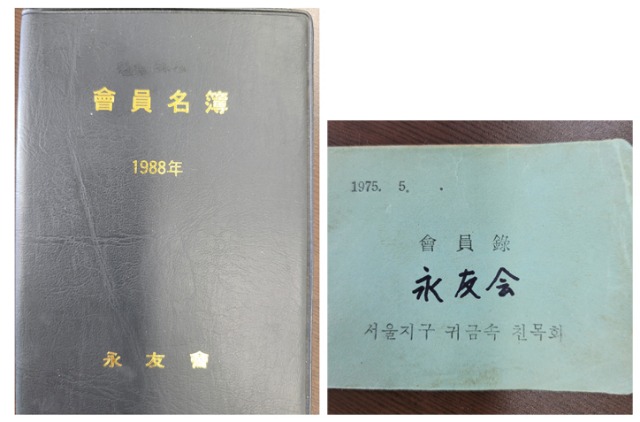 會員名簿
1988年
永友會
1975. 5. .
會員錄
永友会
서울지구 귀금속 친목회